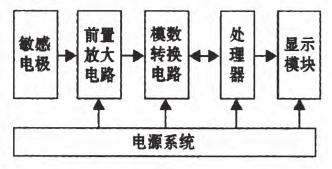 敏感
电极
前置
放大
电路
模数
转换
电路
处
理
器
显示
模块
电源系统